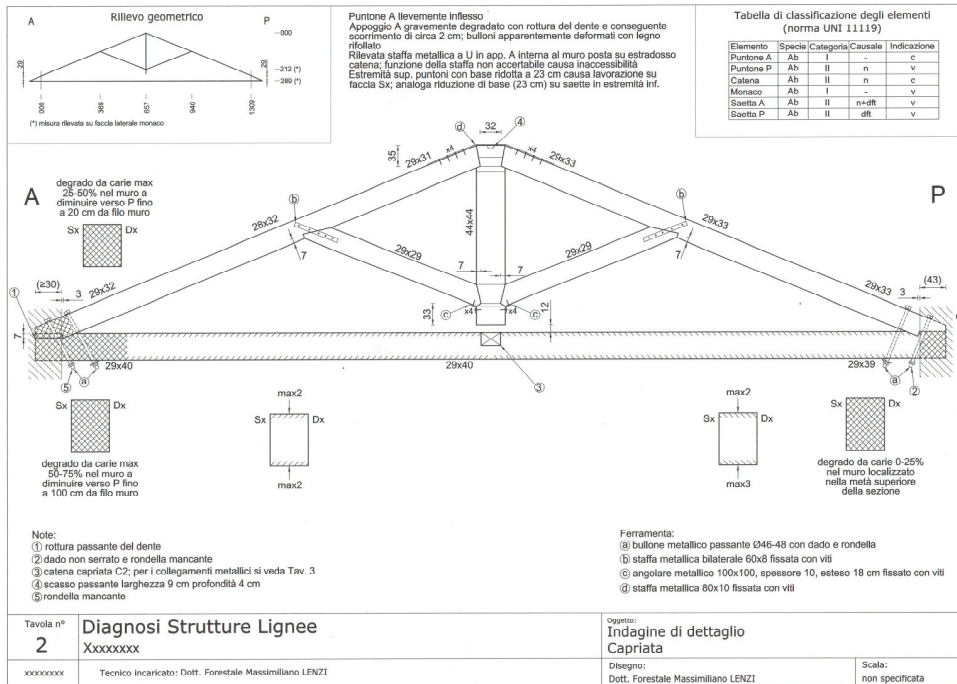 A
Rilievo geometrico
P
000
29
29
-212 (*)
-289 (*)
000
369
657
940
1309
(*) misura rilevata su faccia laterale monaco
Puntone A lievemente inflesso
Appoggio A gravemente degradato con rottura del dente e conseguente
scorrimento di circa 2 cm; bulloni apparentemente deformati con legno
rifollato
Rilevata staffa metallica a U in app. A interna al muro posta su estradosso
catena; funzione della staffa non accertabile causa inaccessibilità
Estremità sup. puntoni con base ridotta a 23 cm causa lavorazione su
faccia Sx; analoga riduzione di base (23 cm) su saette in estremità inf.
Tabella di classificazione degli elementi
(norma UNI 11119)
Elemento Specie Categoria Causale Indicazione
Puntone A Ab I - c
Puntone P Ab II n v
Catena Ab II n c
Monaco Ab I - v
Saetta A Ab II n+dft v
Saetta P Ab II dft v
d 32 4
35
29x31 x4 x4 29x33
A
degrado da carie max
25-50% nel muro a
diminuire verso P fino
a 20 cm da filo muro
Sx Dx
P
b b
28x32 44x44 29x33
29x29 29x29
7 7 7 7
(≥30) (43)
3 29x32 29x33 3
1
33 12
c x4 x4 c
7
29x40 29x40 29x39
5 a 3 a 2
Sx Dx
degrado da carie max
50-75% nel muro a
diminuire verso P fino
a 100 cm da filo muro
max2
Sx Dx
max2
max2
Sx Dx
max3
Sx Dx
degrado da carie 0-25%
nel muro localizzato
nella metà superiore
della sezione
Note:
1 rottura passante del dente
2 dado non serrato e rondella mancante
3 catena capriata C2; per i collegamenti metallici si veda Tav. 3
4 scasso passante larghezza 9 cm profondità 4 cm
5 rondella mancante
Ferramenta:
a bullone metallico passante Ø46-48 con dado e rondella
b staffa metallica bilaterale 60x8 fissata con viti
c angolare metallico 100x100, spessore 10, esteso 18 cm fissato con viti
d staffa metallica 80x10 fissata con viti
Tavola n°
2
Diagnosi Strutture Lignee
Xxxxxxxx
Oggetto:
Indagine di dettaglio
Capriata
xxxxxxxx
Tecnico incaricato: Dott. Forestale Massimiliano LENZI
Disegno:
Dott. Forestale Massimiliano LENZI
Scala:
non specificata